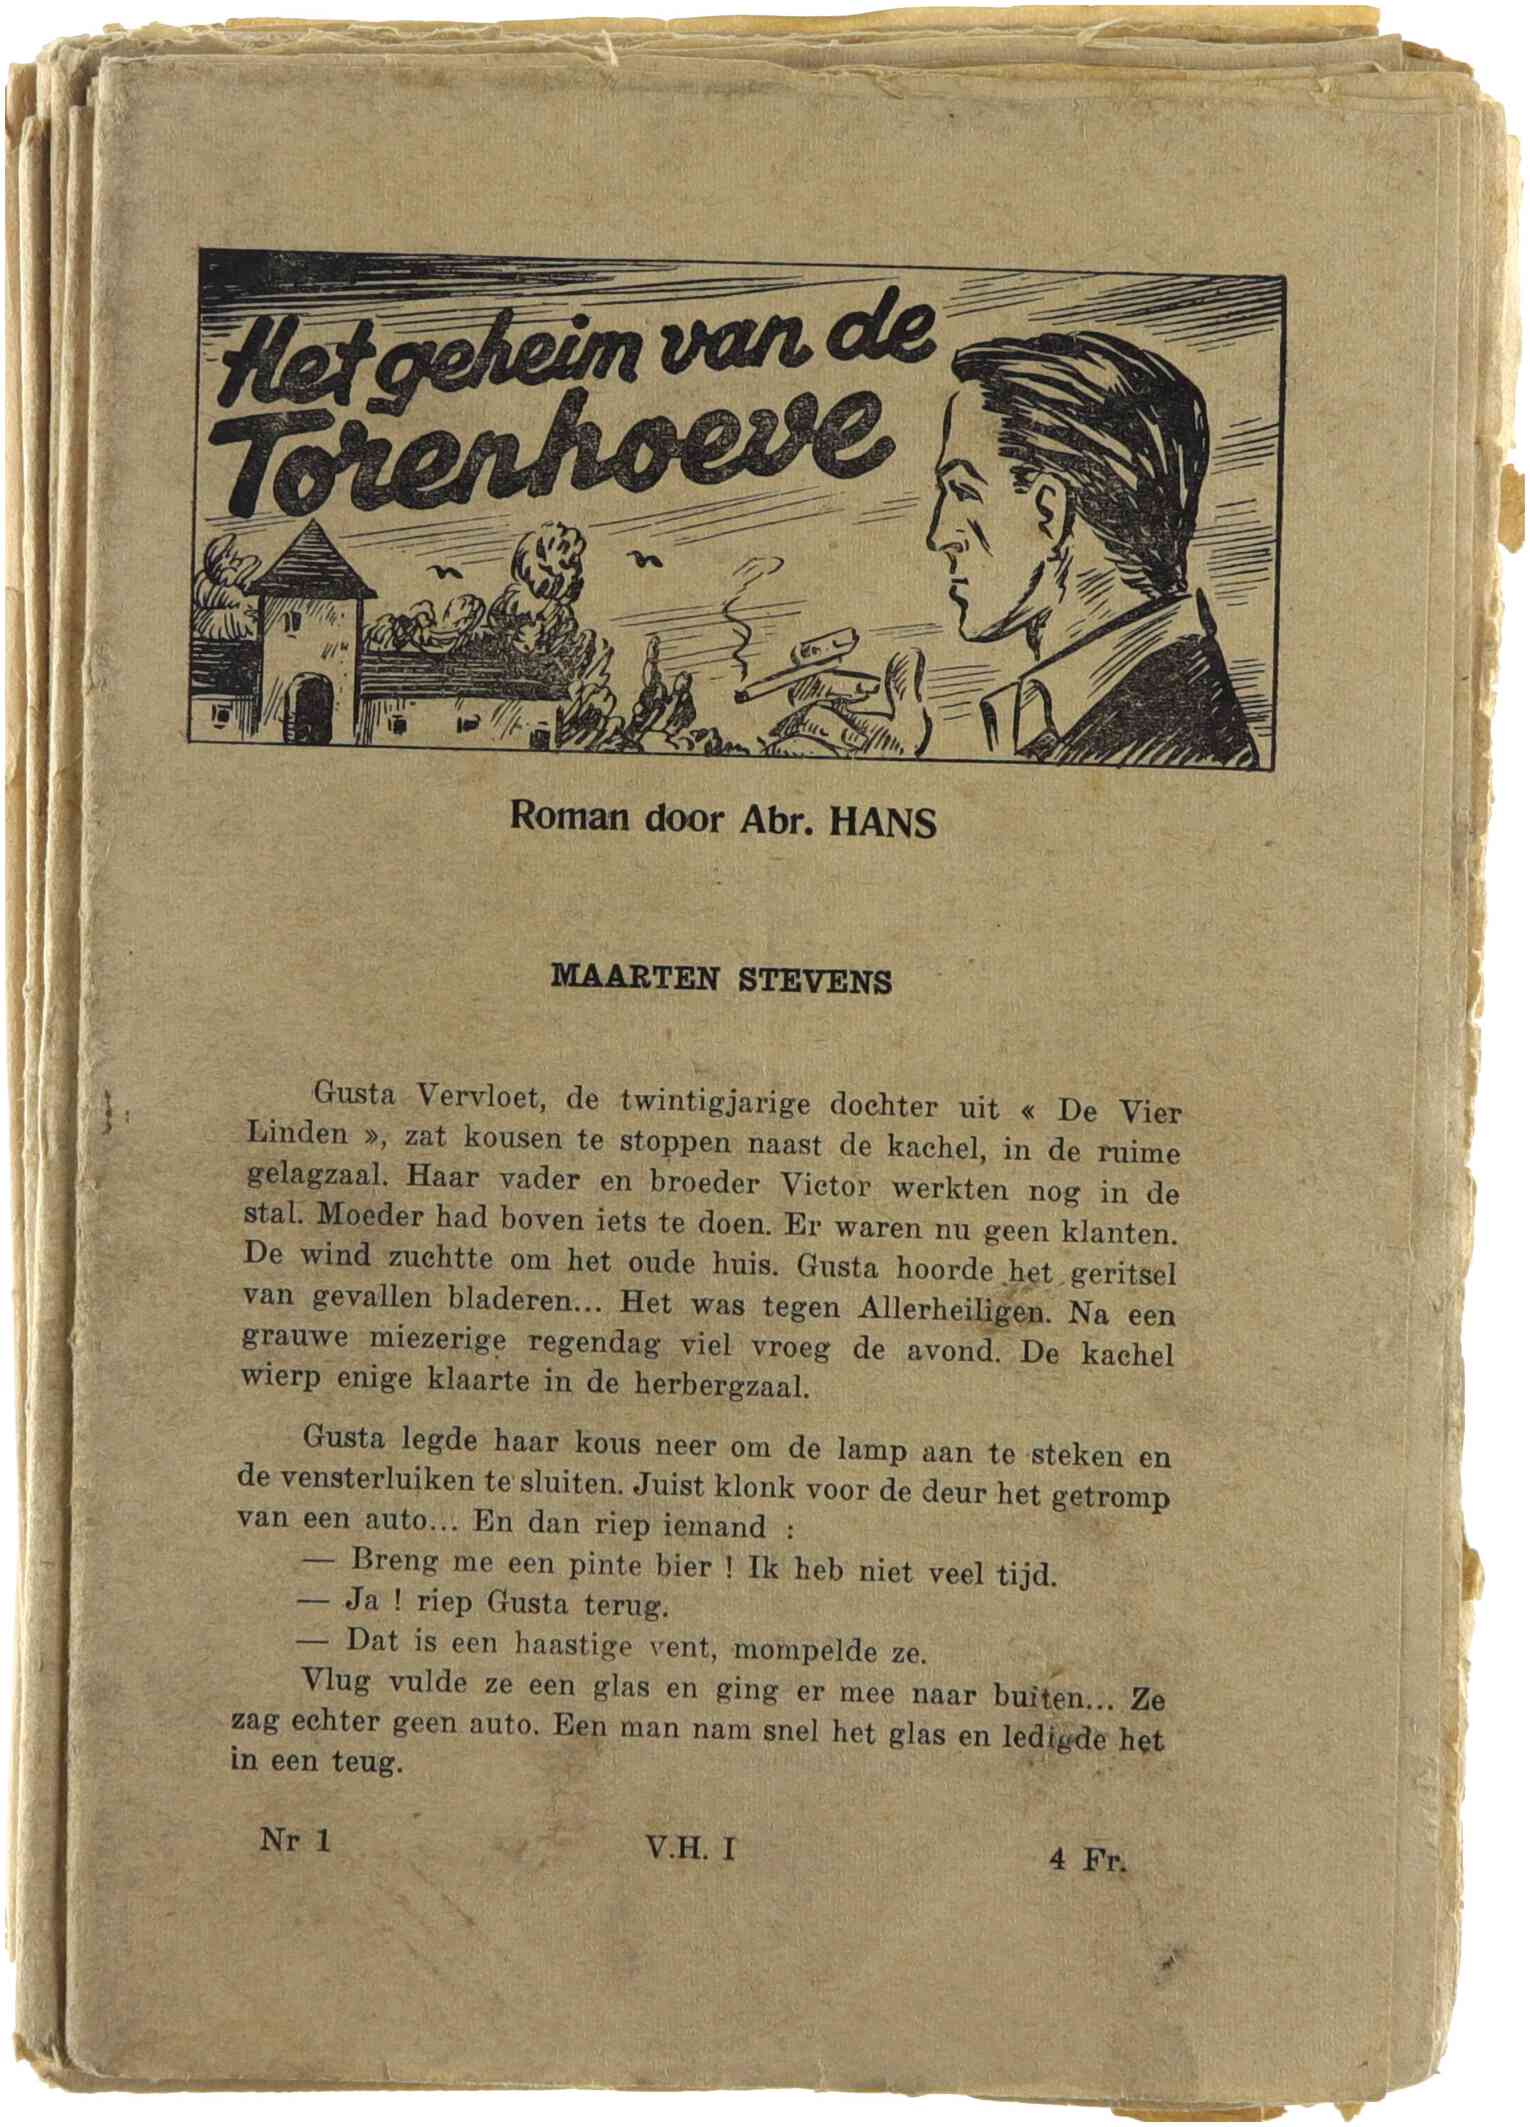 Het geheim van de
Torenhoeve
Roman door Abr. HANS
MAARTEN STEVENS
Gusta Vervloet, de twintigjarige dochter uit « De Vier
Linden », zat kousen te stoppen naast de kachel, in de ruime
gelagzaal. Haar vader en broeder Victor werkten nog in de
stal. Moeder had boven iets te doen. Er waren nu geen klanten.
De wind zuchtte om het oude huis. Gusta hoorde het geritsel
van gevallen bladeren... Het was tegen Allerheiligen. Na een
grauwe miezerige regendag viel vroeg de avond. De kachel
wierp enige klaarte in de herbergzaal.
Gusta legde haar kous neer om de lamp aan te steken en
de vensterluiken te sluiten. Juist klonk voor de deur het getromp
van een auto... En dan riep iemand :
— Breng me een pinte bier ! Ik heb niet veel tijd.
— Ja ! riep Gusta terug.
— Dat is een haastige vent, mompelde ze.
Vlug vulde ze een glas en ging er mee naar buiten... Ze
zag echter geen auto. Een man nam snel het glas en ledigde het
in een teug.
Nr 1 V.H. I 4 Fr.